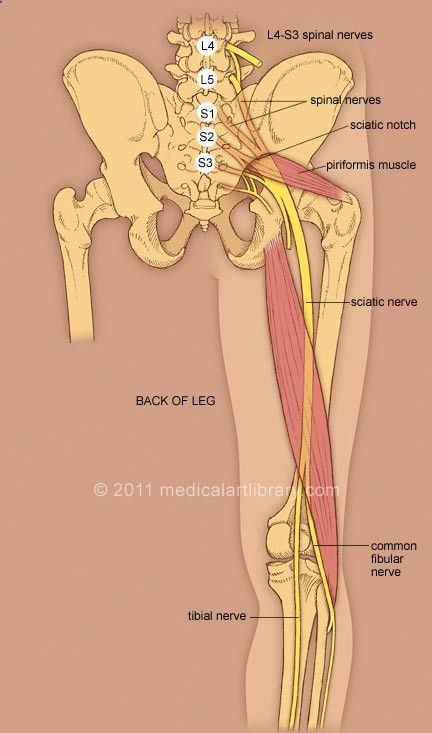 L4
L4-S3 spinal nerves
L5
spinal nerves
S1
sciatic notch
S2
S3
piriformis muscle
sciatic nerve
BACK OF LEG
© 2011 medicalartlibrary.com
common
fibular
nerve
tibial nerve